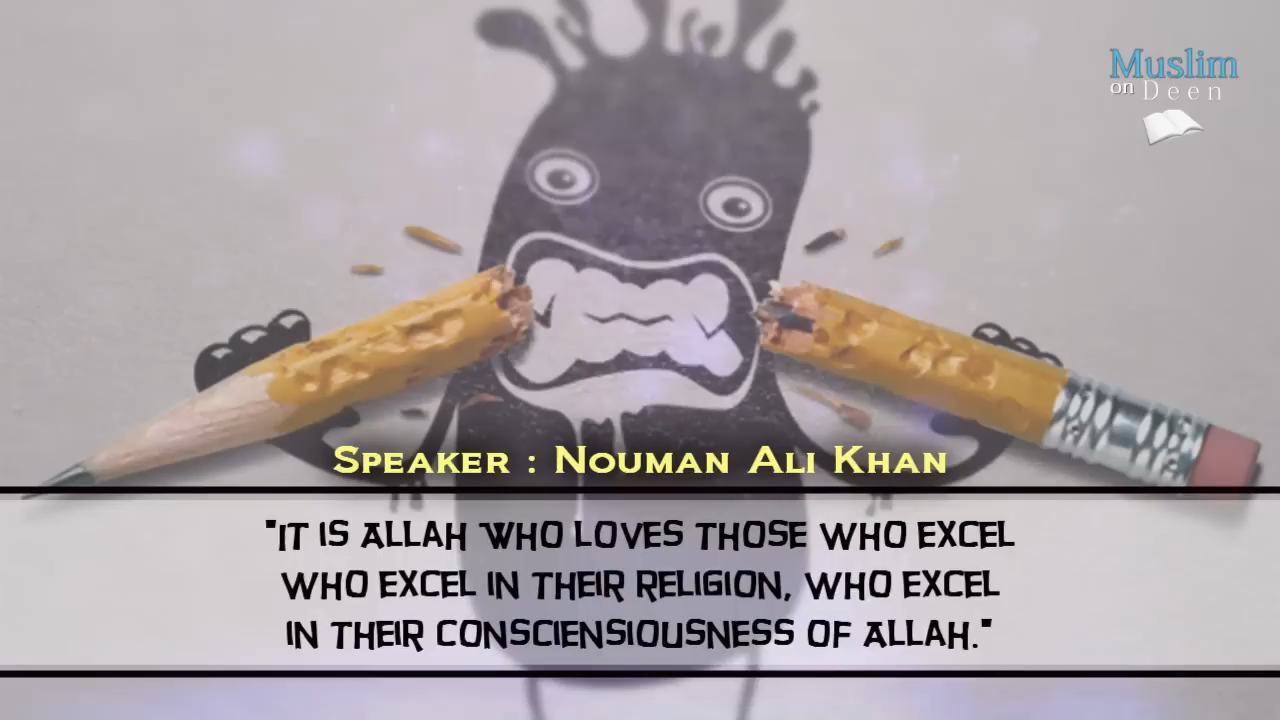 Muslim
on Deen
Speaker : Nouman Ali Khan
"IT IS ALLAH WHO LOVES THOSE WHO EXCEL
WHO EXCEL IN THEIR RELIGION, WHO EXCEL
IN THEIR CONSCIENSIOUSNESS OF ALLAH."